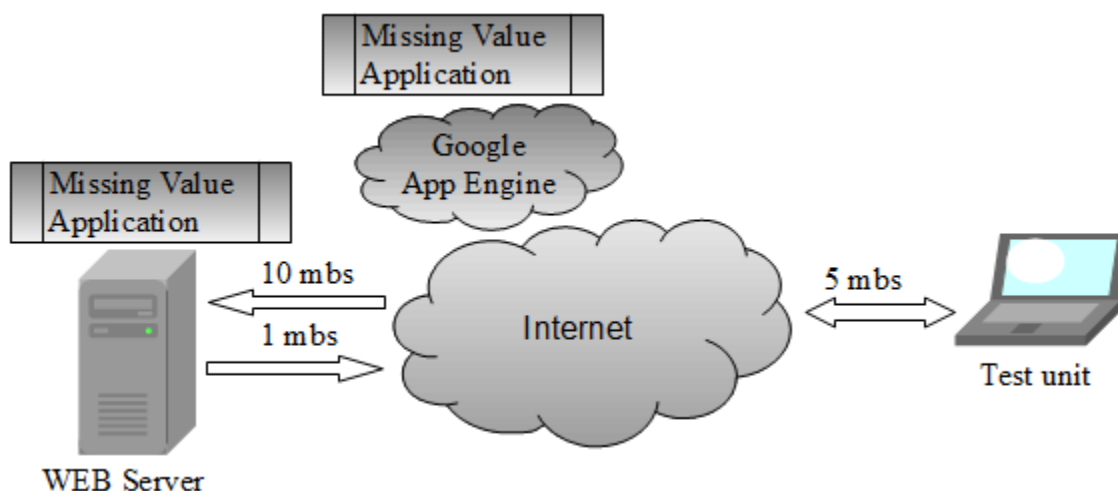 Missing Value
Application
Google
App Engine
Missing Value
Application
10 mbs
1 mbs
Internet
5 mbs
Test unit
WEB Server